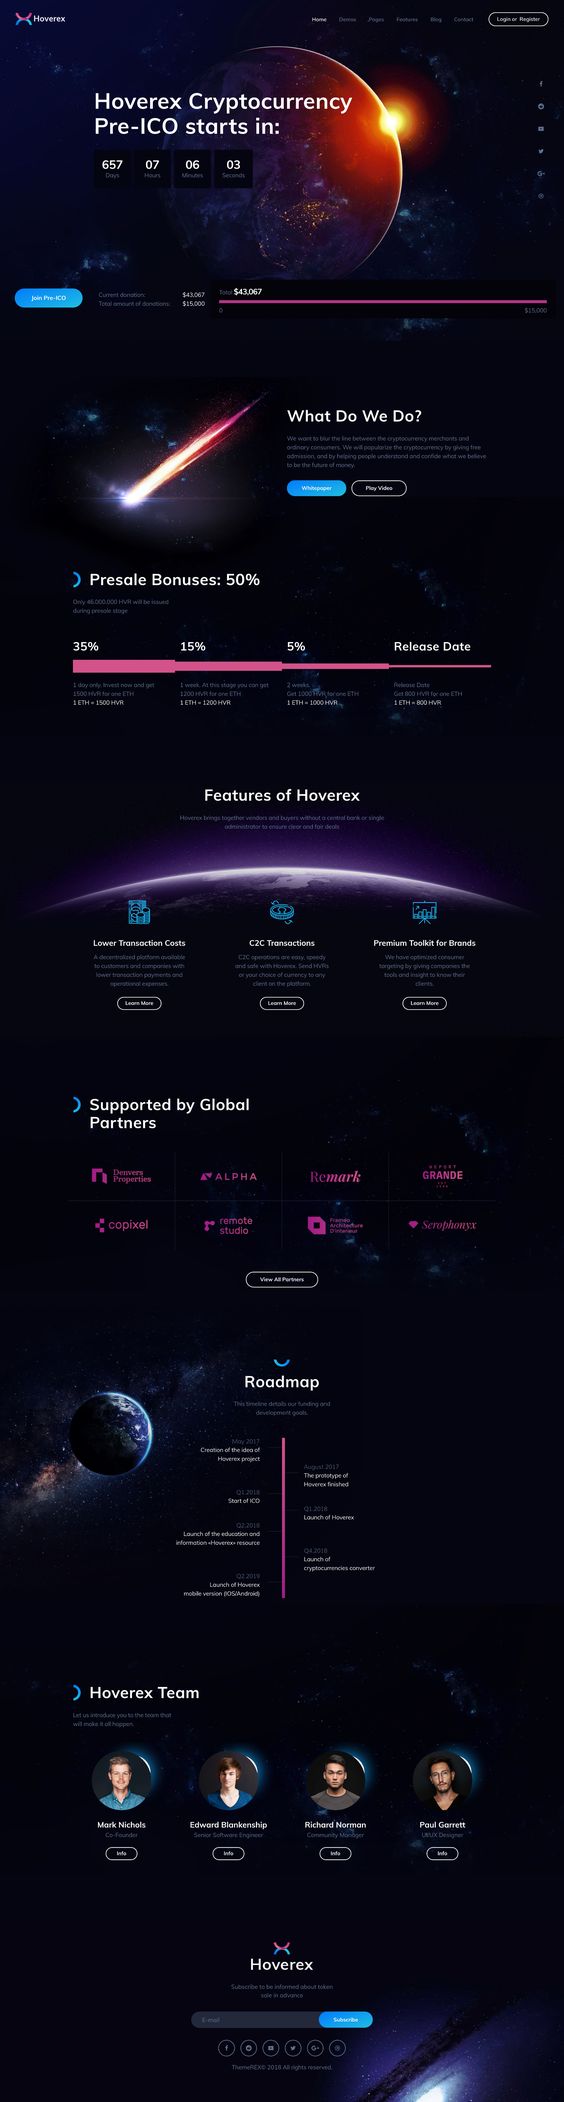 Hoverex
Home Demos Pages Features Blog Contact Login or Register
Hoverex Cryptocurrency
Pre-ICO starts in:
657 07 06 03
Days Hours Minutes Seconds
Join Pre-ICO
Current donation: $43,067
Total amount of donations: $15,000
Total $43,067
0 $15,000
What Do We Do?
We want to blur the line between the cryptocurrency merchants and
ordinary consumers. We will popularize the cryptocurrency by giving free
admission, and by helping people understand and confide what we believe
to be the future of money.
Whitepaper Play Video
Presale Bonuses: 50%
Only 46.000.000 HVR will be issued
during presale stage
35% 15% 5% Release Date
1 day only. Invest now and get
1500 HVR for one ETH
1 ETH = 1500 HVR
1 week. At this stage you can get
1200 HVR for one ETH
1 ETH = 1200 HVR
2 weeks.
Get 1000 HVR for one ETH
1 ETH = 1000 HVR
Release Date
Get 800 HVR for one ETH
1 ETH = 800 HVR
Features of Hoverex
Hoverex brings together vendors and buyers without a central bank or single
administrator to ensure clear and fair deals
Lower Transaction Costs
A decentralized platform available
to customers and companies with
lower transaction payments and
operational expenses.
Learn More
C2C Transactions
C2C operations are easy, speedy
and safe with Hoverex. Send HVRs
or your choice of currency to any
client on the platform.
Learn More
Premium Toolkit for Brands
We have optimized consumer
targeting by giving companies the
tools and insight to know their
clients.
Learn More
Supported by Global
Partners
Denvers
Properties
ALPHA
Remark
GRANDE
copixel
remote
studio
Frameo
Architecture
D'interieur
Serophonyx
View All Partners
Roadmap
This timeline details our funding and
development goals.
May 2017
Creation of the idea of
Hoverex project
August 2017
The prototype of
Hoverex finished
Q1 2018
Start of ICO
Q1 2018
Launch of Hoverex
Q2 2018
Launch of the education and
information «Hoverex» resource
Q4 2018
Launch of
cryptocurrencies converter
Q2 2019
Launch of Hoverex
mobile version (IOS/Android)
Hoverex Team
Let us introduce you to the team that
will make it all happen.
Mark Nichols
Co-Founder
Info
Edward Blankenship
Senior Software Engineer
Info
Richard Norman
Community Manager
Info
Paul Garrett
UI/UX Designer
Info
Hoverex
Subscribe to be informed about token
sale in advance
E-mail Subscribe
ThemeREX© 2018 All rights reserved.